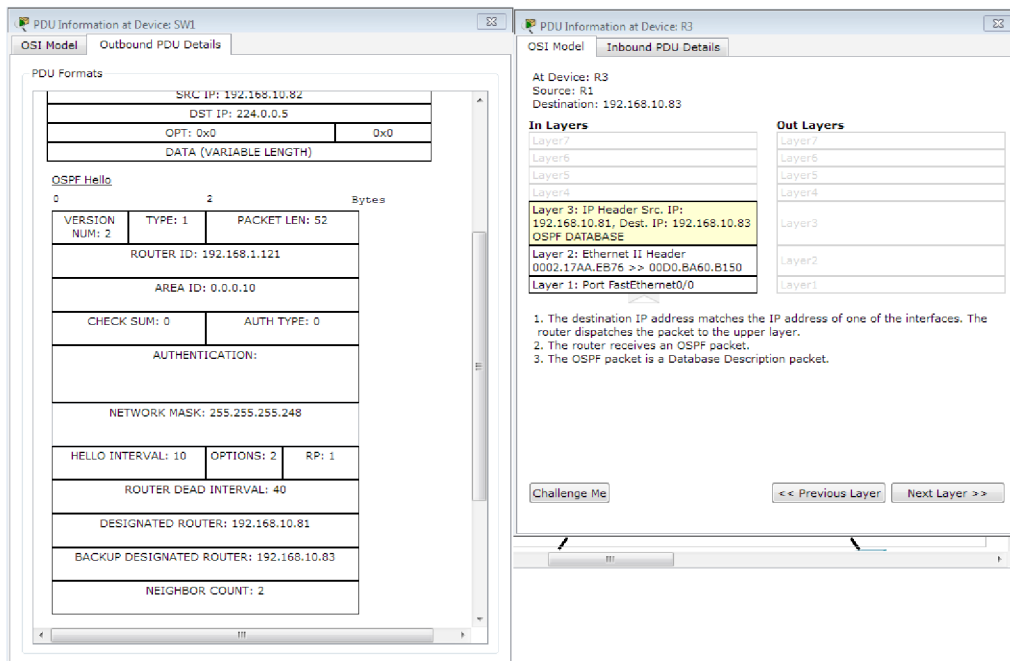 PDU Information at Device: SW1
OSI Model
Outbound PDU Details
PDU Formats
SRC IP: 192.168.10.82
DST IP: 224.0.0.5
OPT: 0x0
0x0
DATA (VARIABLE LENGTH)
OSPF Hello
0
2
Bytes
VERSION
NUM: 2
TYPE: 1
PACKET LEN: 52
ROUTER ID: 192.168.1.121
AREA ID: 0.0.0.10
CHECK SUM: 0
AUTH TYPE: 0
AUTHENTICATION:
NETWORK MASK: 255.255.255.248
HELLO INTERVAL: 10
OPTIONS: 2
RP: 1
ROUTER DEAD INTERVAL: 40
DESIGNATED ROUTER: 192.168.10.81
BACKUP DESIGNATED ROUTER: 192.168.10.83
NEIGHBOR COUNT: 2
PDU Information at Device: R3
OSI Model
Inbound PDU Details
At Device: R3
Source: R1
Destination: 192.168.10.83
In Layers
Layer7
Layer6
Layer5
Layer4
Layer 3: IP Header Src. IP:
192.168.10.81, Dest. IP: 192.168.10.83
OSPF DATABASE
Layer 2: Ethernet II Header
0002.17AA.EB76 >> 00D0.BA60.B150
Layer 1: Port FastEthernet0/0
Out Layers
Layer7
Layer6
Layer5
Layer4
Layer3
Layer2
Layer1
1. The destination IP address matches the IP address of one of the interfaces. The
router dispatches the packet to the upper layer.
2. The router receives an OSPF packet.
3. The OSPF packet is a Database Description packet.
Challenge Me
<< Previous Layer
Next Layer >>